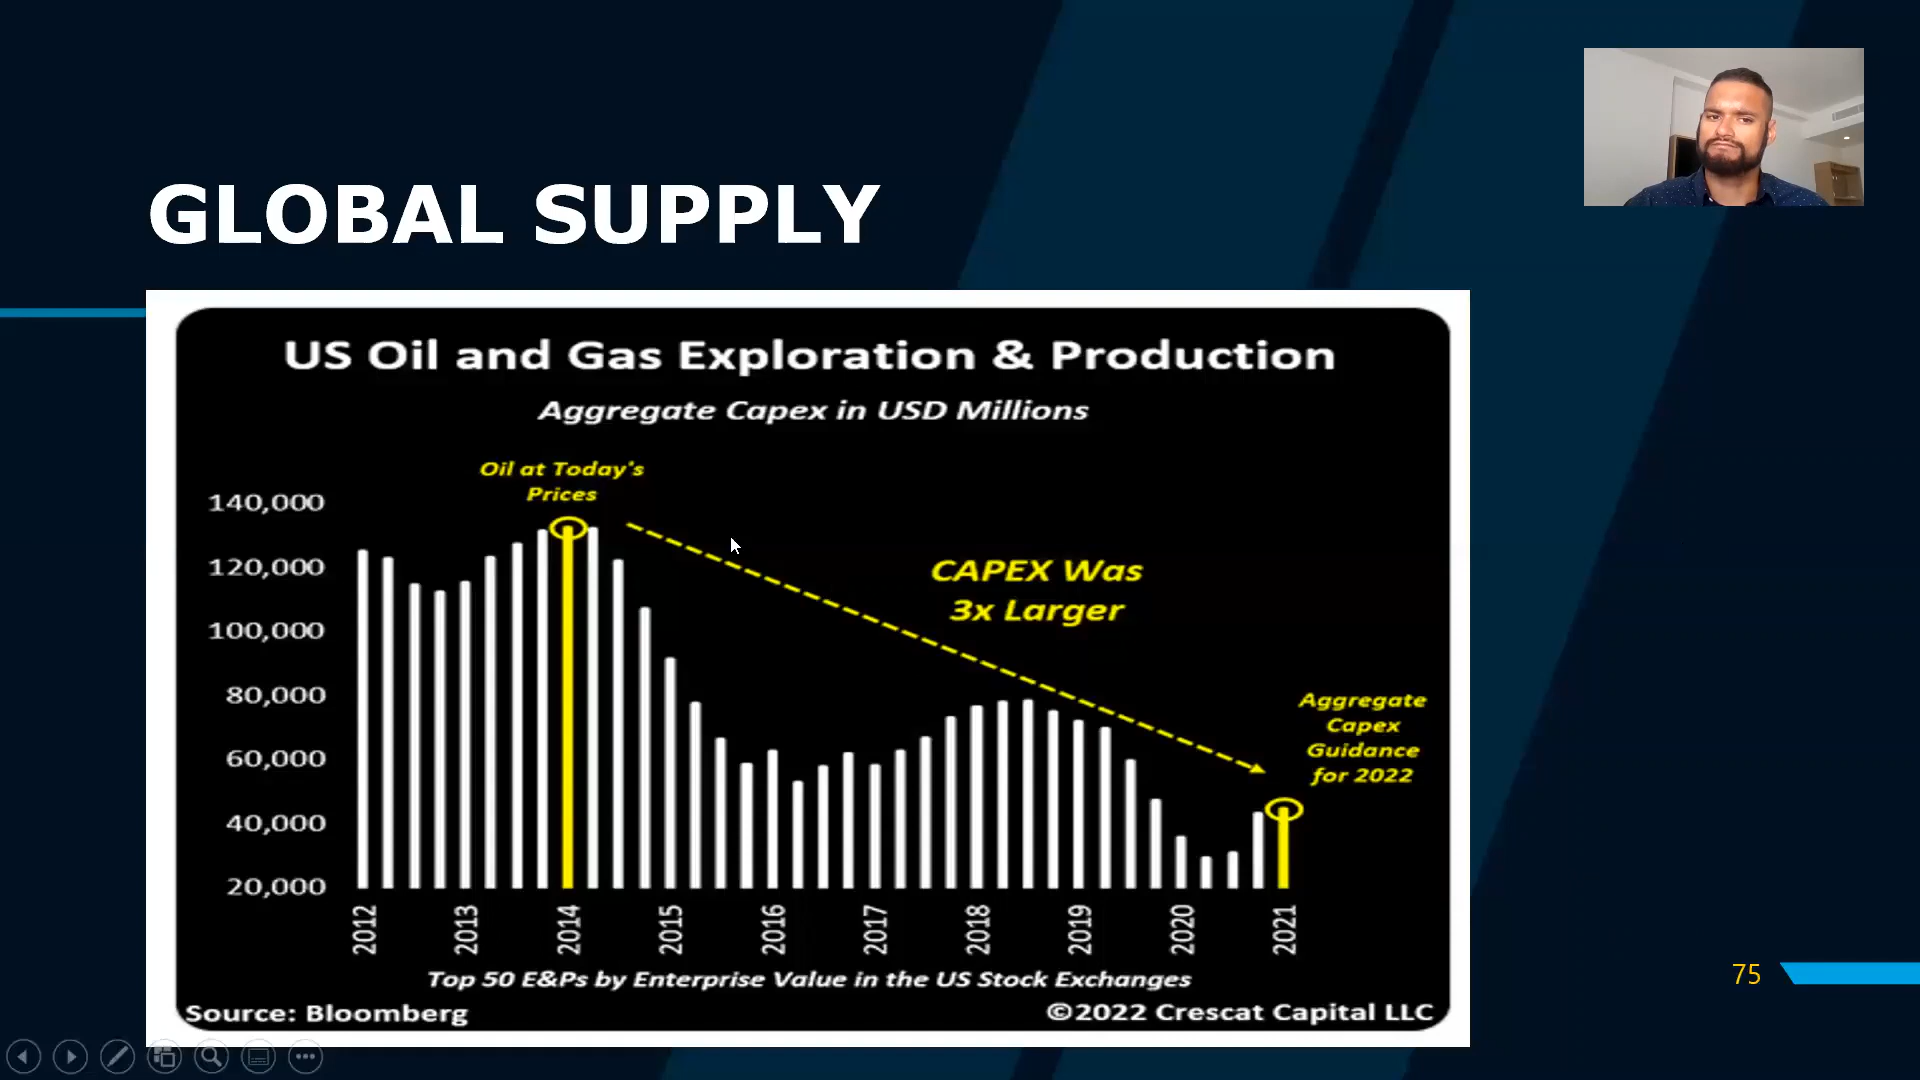 GLOBAL SUPPLY
US Oil and Gas Exploration & Production
Aggregate Capex in USD Millions
Oil at Today's
Prices
140,000
120,000
100,000
80,000
60,000
40,000
20,000
CAPEX Was
3x Larger
Aggregate
Capex
Guidance
for 2022
2012 2013 2014 2015 2016 2017 2018 2019 2020 2021
Top 50 E&Ps by Enterprise Value in the US Stock Exchanges
Source: Bloomberg ©2022 Crescat Capital LLC
75